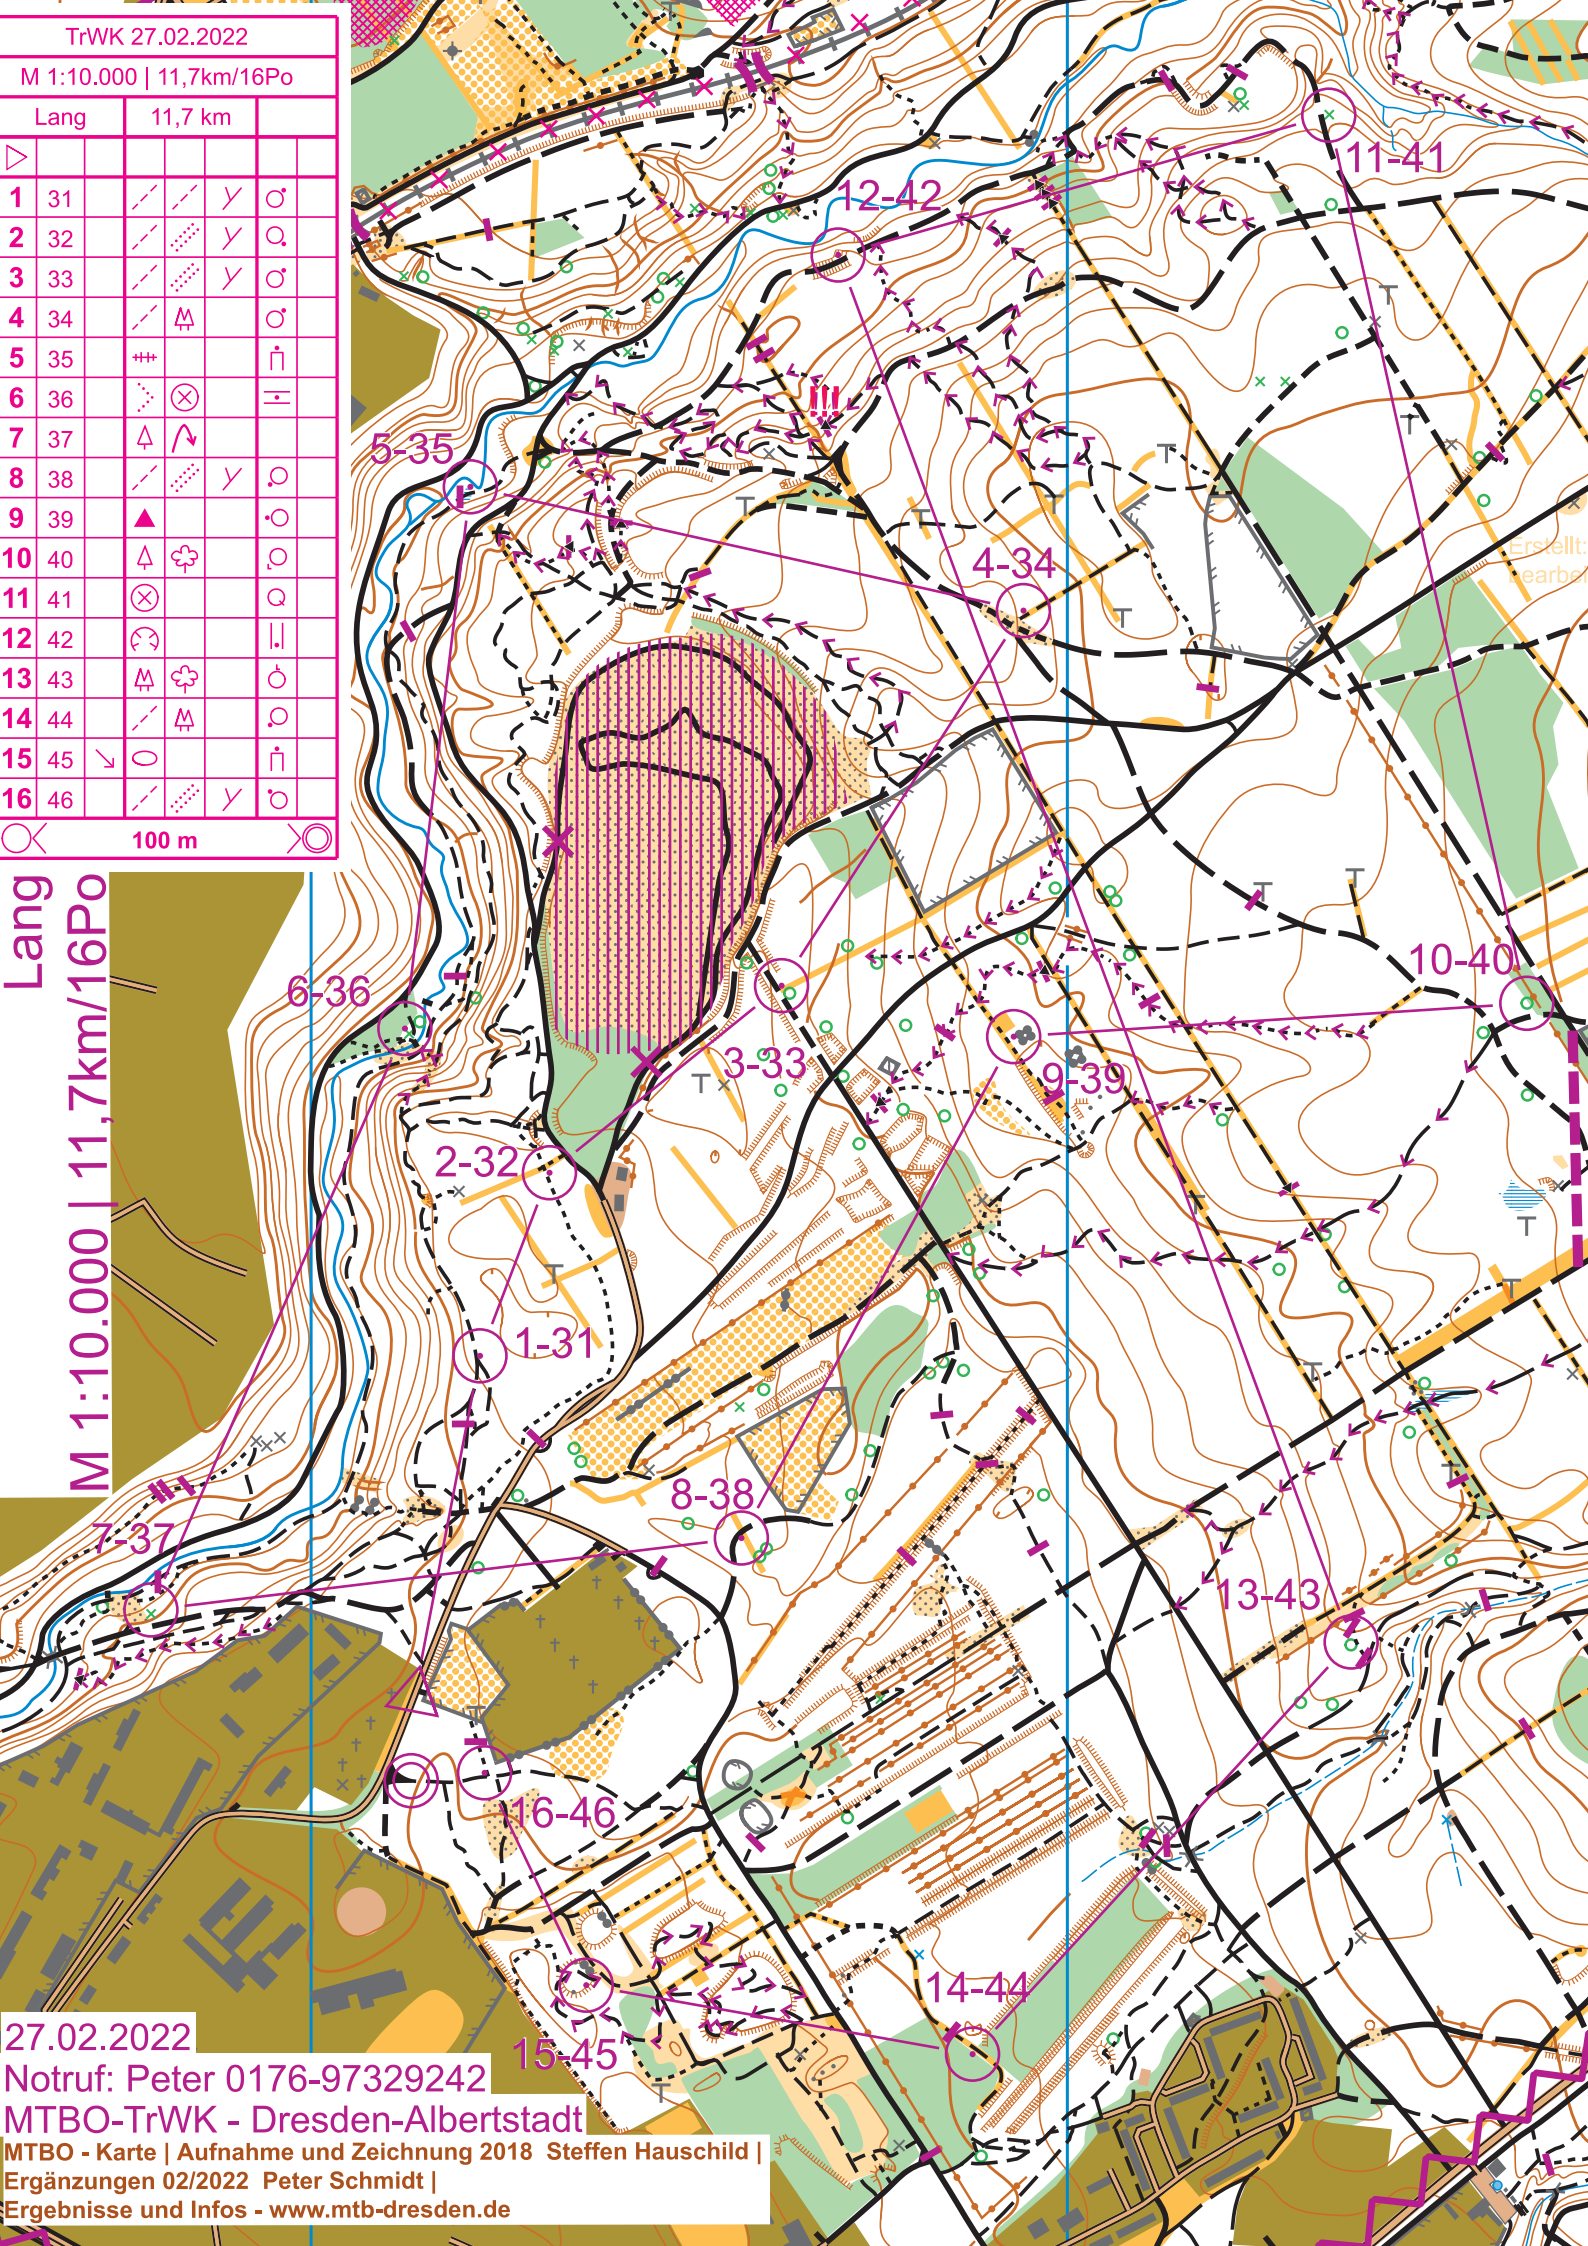 TrWK 27.02.2022
M 1:10.000 | 11,7km/16Po
Lang 11,7 km
1 31
2 32
3 33
4 34
5 35
6 36
7 37
8 38
9 39
10 40
11 41
12 42
13 43
14 44
15 45
16 46
100 m
Lang
M 1:10.000 | 11,7km/16Po
11-41
12-42
5-35
4-34
Erstellt:
bearbei
10-40
6-36
3-33
9-39
2-32
1-31
8-38
7-37
13-43
16-46
14-44
15-45
27.02.2022
Notruf: Peter 0176-97329242
MTBO-TrWK - Dresden-Albertstadt
MTBO - Karte | Aufnahme und Zeichnung 2018 Steffen Hauschild |
Ergänzungen 02/2022 Peter Schmidt |
Ergebnisse und Infos - www.mtb-dresden.de